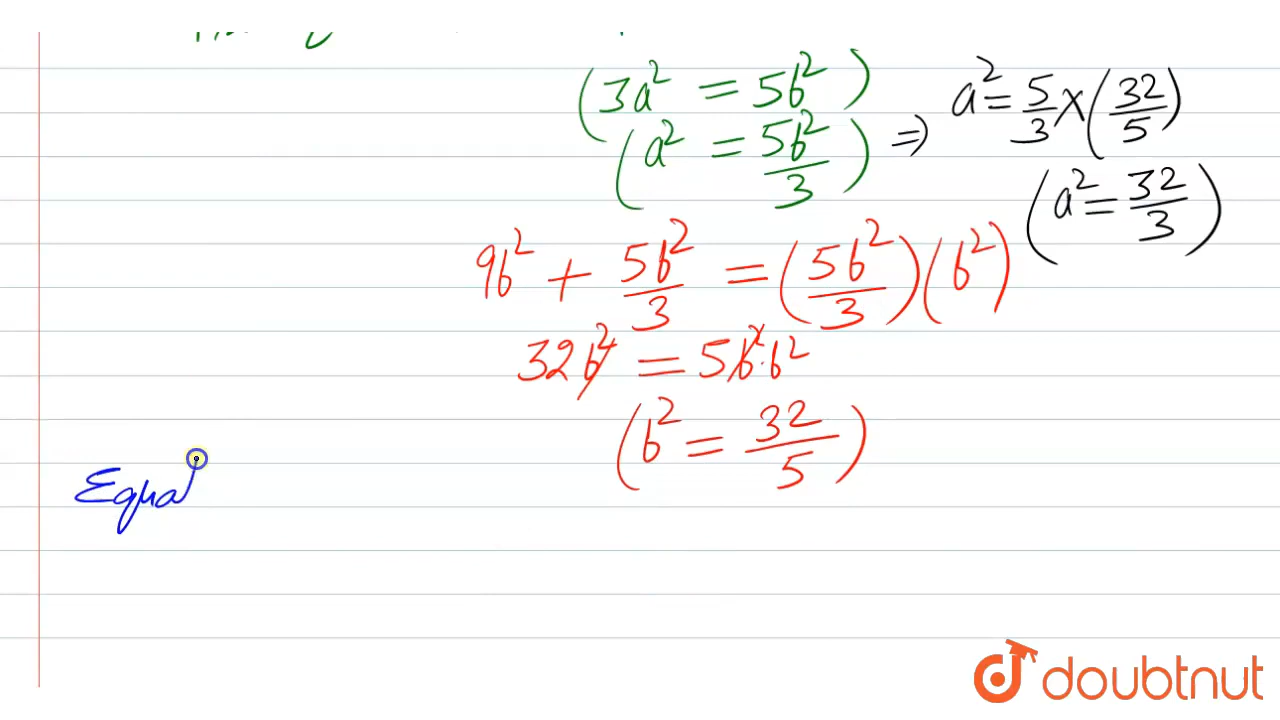 (3a² = 5b²)
(a² = 5b²/3) ⇒ a² = 5/3 × (32/5)
(a² = 32/3)
9b² + 5b²/3 = (5b²/3)(b²)
32b² = 5b²·b²
(b² = 32/5)
Equa
doubtnut